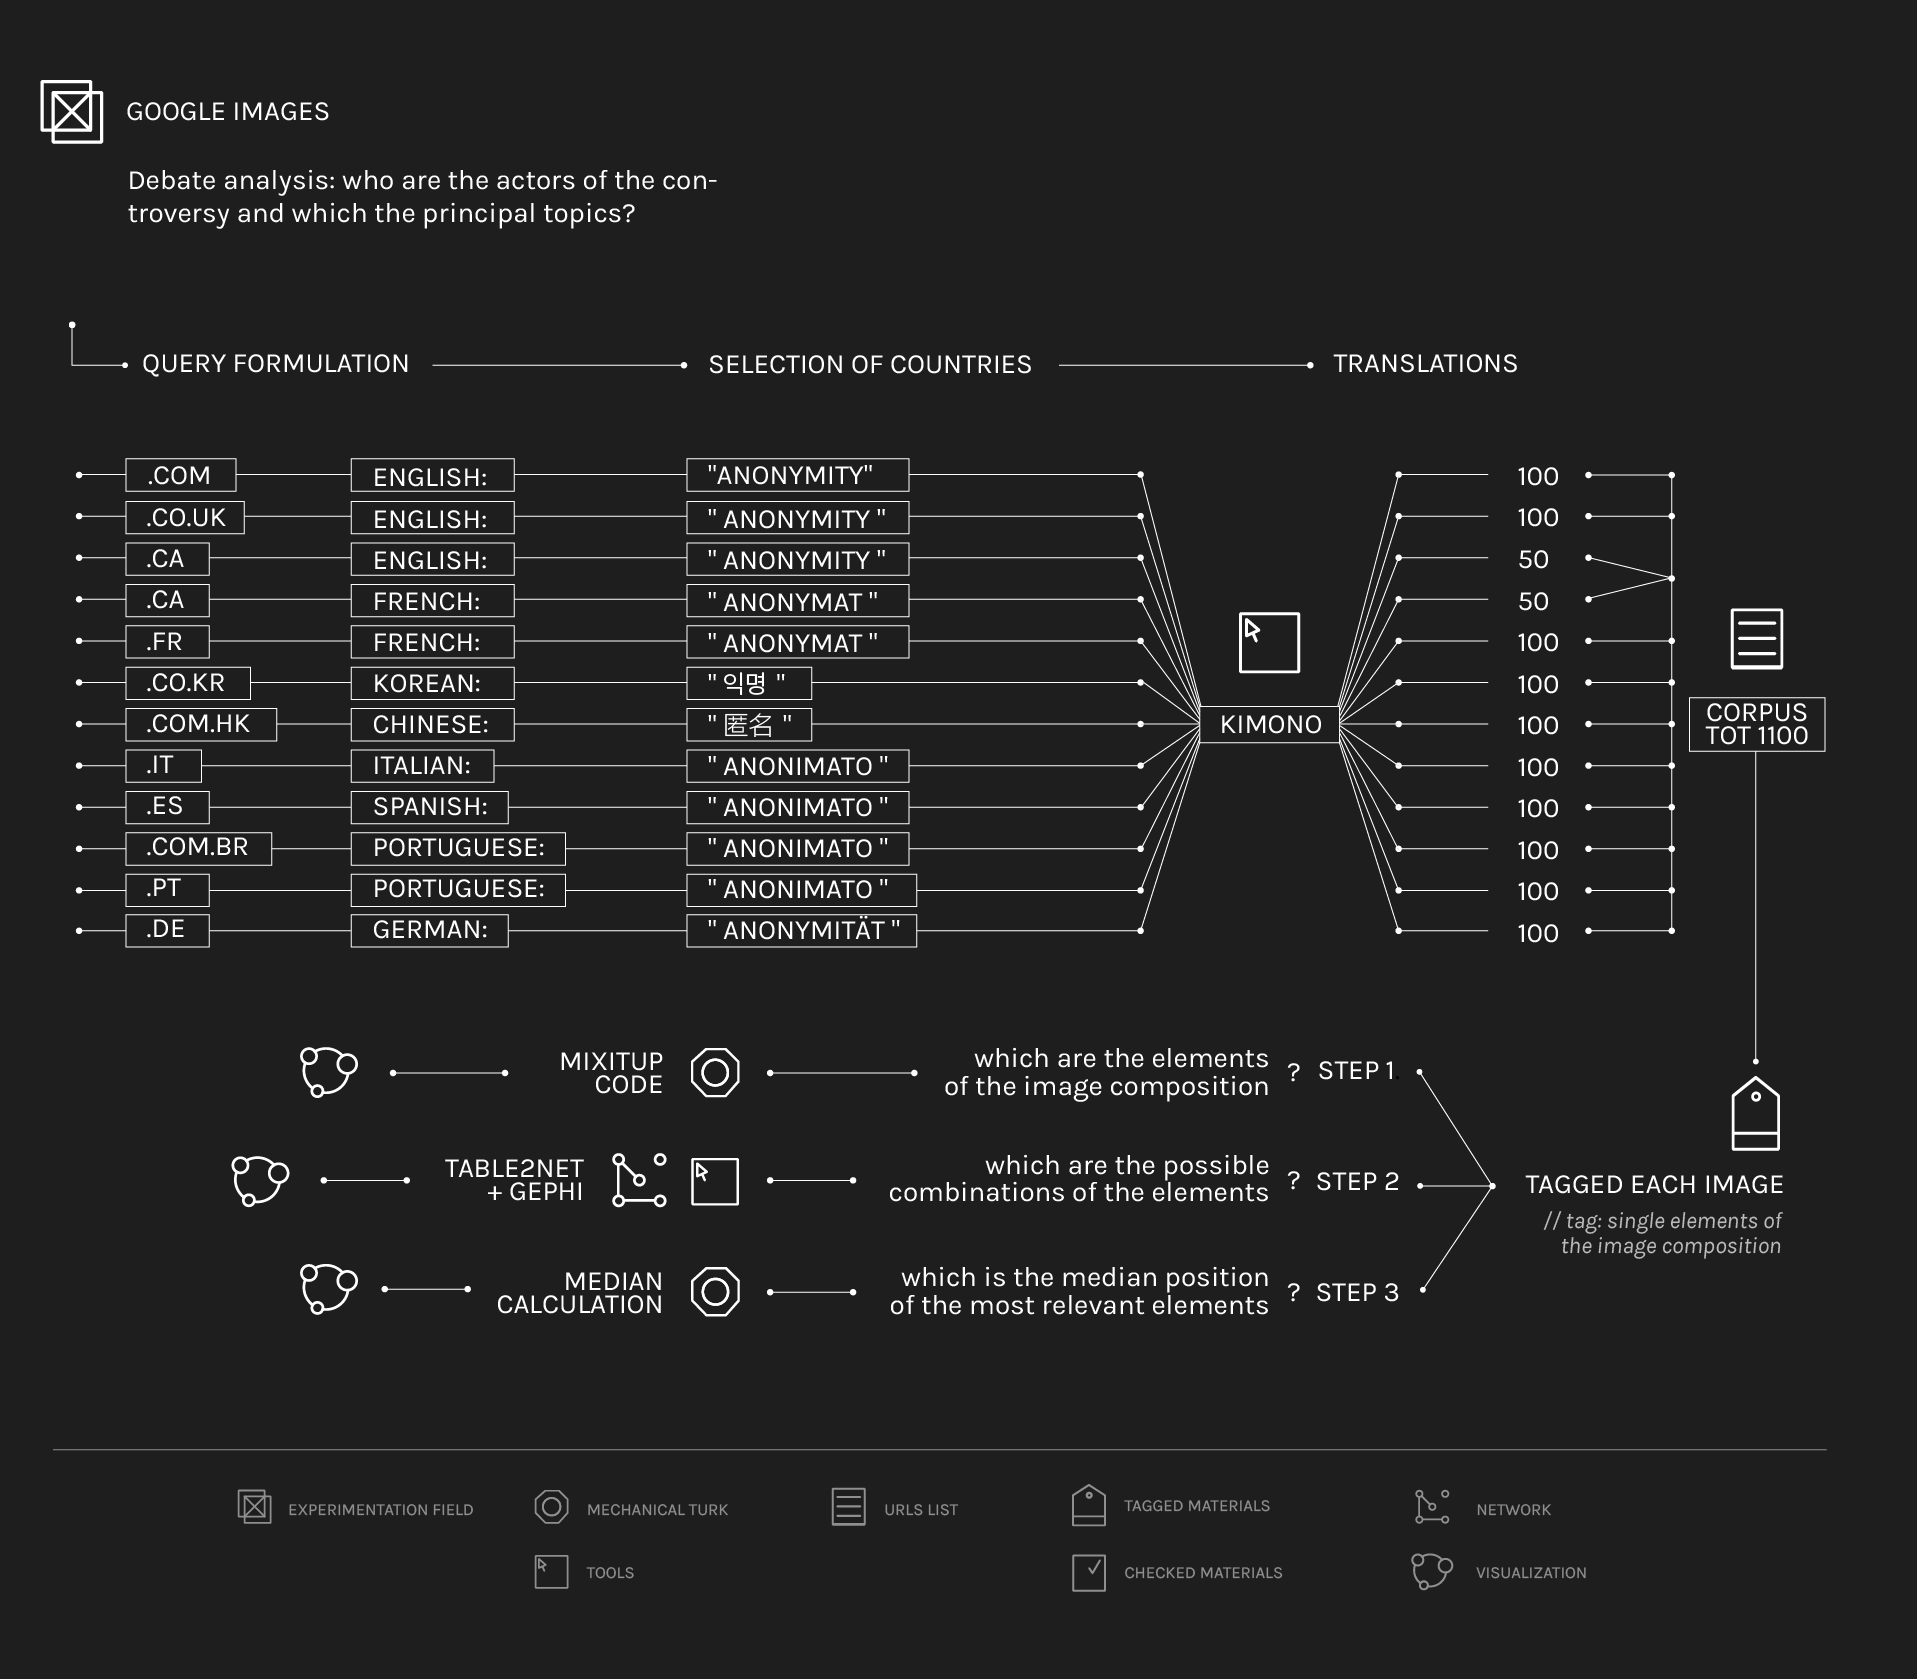 GOOGLE IMAGES
Debate analysis: who are the actors of the con-
troversy and which the principal topics?
QUERY FORMULATION
SELECTION OF COUNTRIES
TRANSLATIONS
.COM ENGLISH: "ANONYMITY" 100
.CO.UK ENGLISH: " ANONYMITY " 100
.CA ENGLISH: " ANONYMITY " 50
.CA FRENCH: " ANONYMAT " 50
.FR FRENCH: " ANONYMAT " 100
.CO.KR KOREAN: " 익명 " 100
.COM.HK CHINESE: " 匿名 " 100
.IT ITALIAN: " ANONIMATO " 100
.ES SPANISH: " ANONIMATO " 100
.COM.BR PORTUGUESE: " ANONIMATO " 100
.PT PORTUGUESE: " ANONIMATO " 100
.DE GERMAN: " ANONYMITÄT " 100
KIMONO
CORPUS
TOT 1100
MIXITUP
CODE
which are the elements
of the image composition
? STEP 1
TABLE2NET
+ GEPHI
which are the possible
combinations of the elements
? STEP 2
MEDIAN
CALCULATION
which is the median position
of the most relevant elements
? STEP 3
TAGGED EACH IMAGE
// tag: single elements of
the image composition
EXPERIMENTATION FIELD
MECHANICAL TURK
URLS LIST
TAGGED MATERIALS
NETWORK
TOOLS
CHECKED MATERIALS
VISUALIZATION